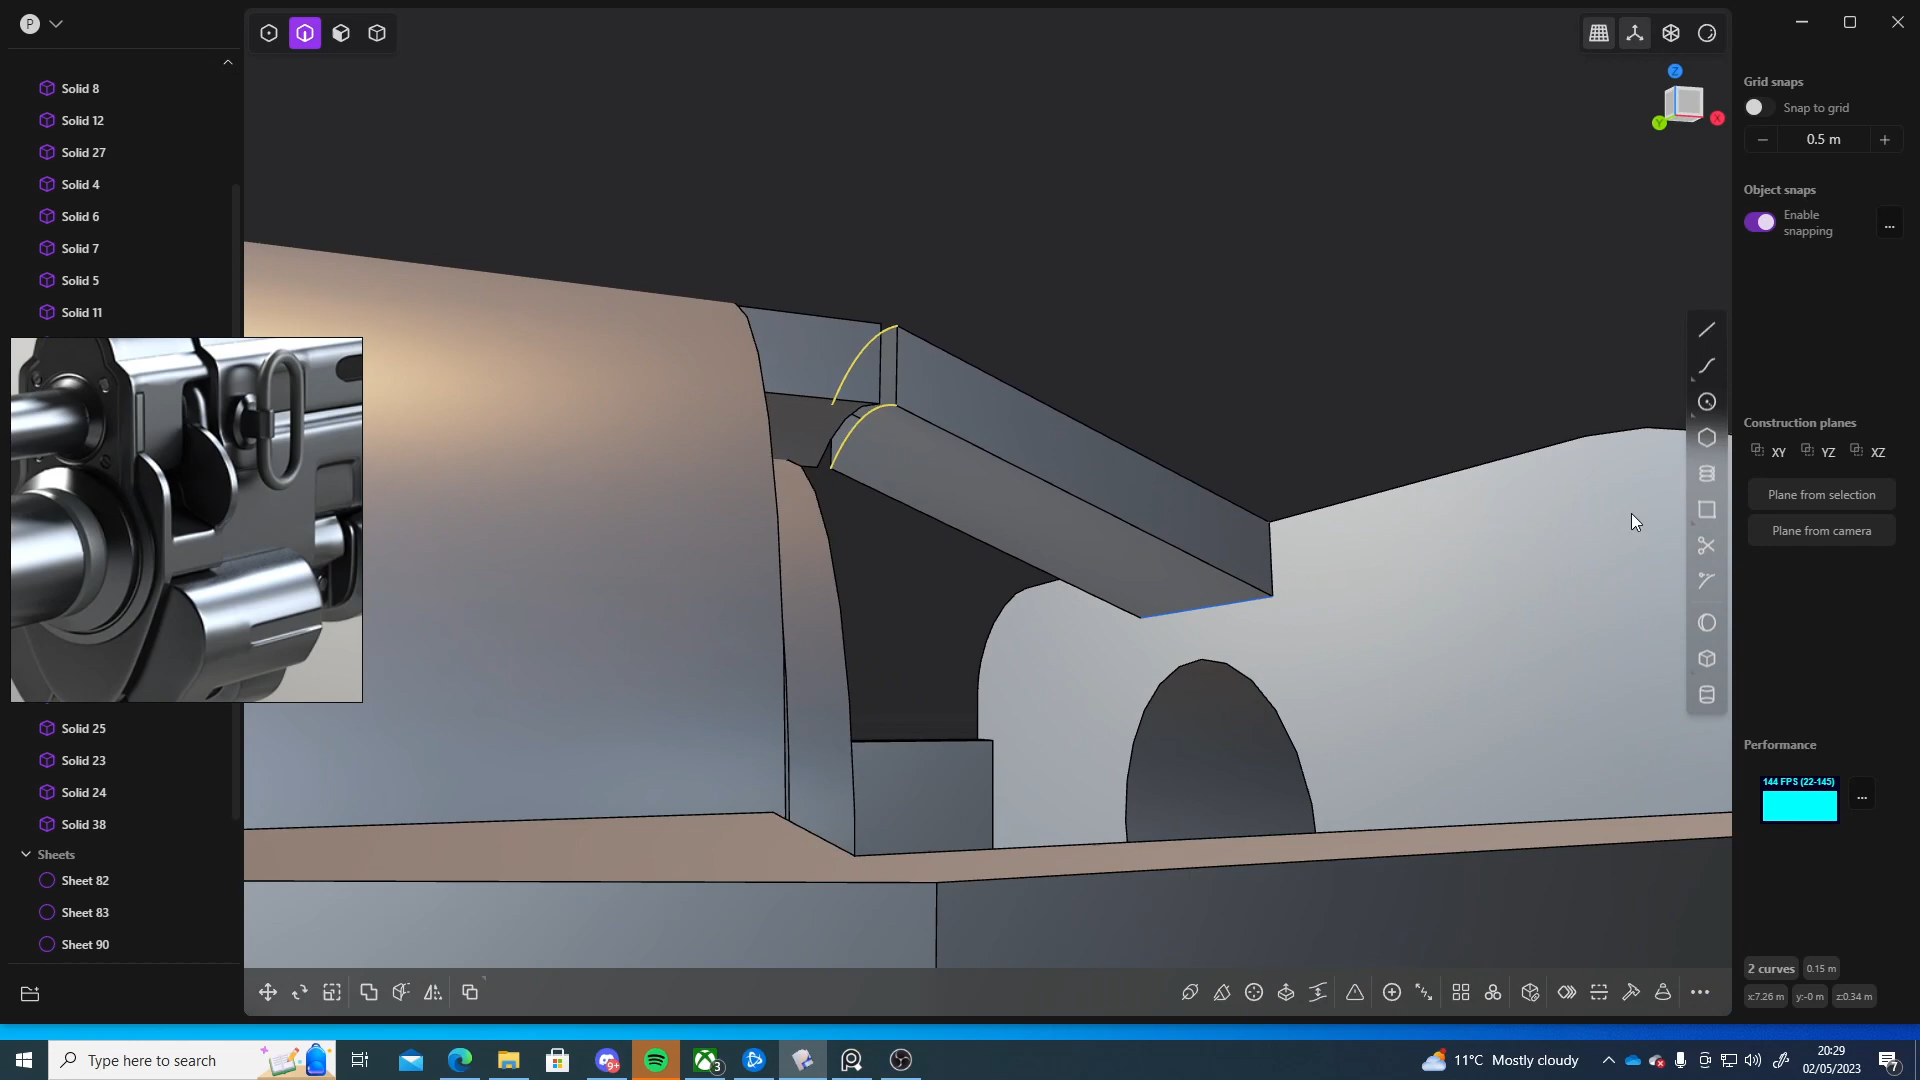 P
Solid 8
Solid 12
Solid 27
Solid 4
Solid 6
Solid 7
Solid 5
Solid 11
Solid 25
Solid 23
Solid 24
Solid 38
Sheets
Sheet 82
Sheet 83
Sheet 90
Z
X
Y
Grid snaps
Snap to grid
0.5 m
Object snaps
Enable
snapping
...
Construction planes
XY
YZ
XZ
Plane from selection
Plane from camera
Performance
144 FPS (22-145)
...
2 curves
0.15 m
x:7.26 m
y:-0 m
z:0.34 m
Type here to search
9+
3
11°C Mostly cloudy
20:29
02/05/2023
7